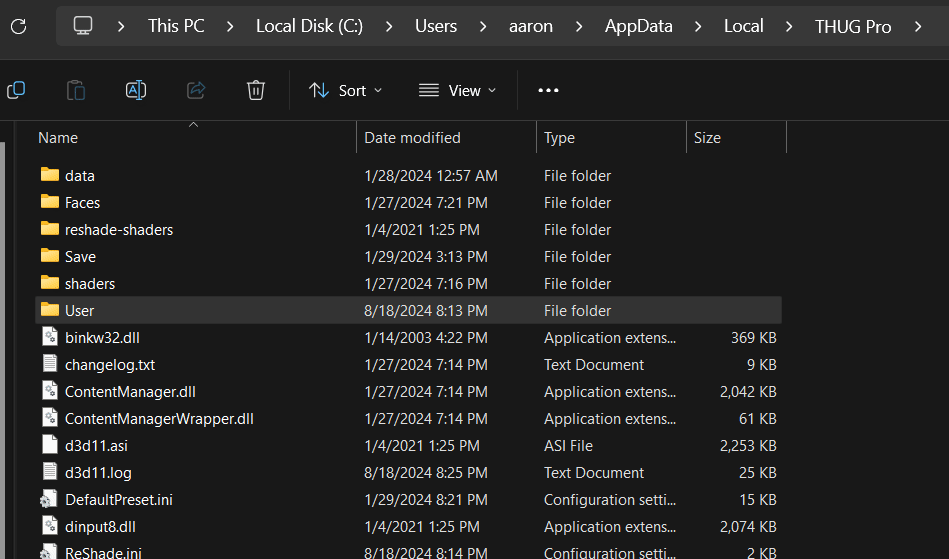 This PC > Local Disk (C:) > Users > aaron > AppData > Local > THUG Pro >
A Sort View ...
Name Date modified Type Size
data 1/28/2024 12:57 AM File folder
Faces 1/27/2024 7:21 PM File folder
reshade-shaders 1/4/2021 1:25 PM File folder
Save 1/29/2024 3:13 PM File folder
shaders 1/27/2024 7:16 PM File folder
User 8/18/2024 8:13 PM File folder
binkw32.dll 1/14/2003 4:22 PM Application extens... 369 KB
changelog.txt 1/27/2024 7:14 PM Text Document 9 KB
ContentManager.dll 1/27/2024 7:14 PM Application extens... 2,042 KB
ContentManagerWrapper.dll 1/27/2024 7:14 PM Application extens... 61 KB
d3d11.asi 1/4/2021 1:25 PM ASI File 2,253 KB
d3d11.log 8/18/2024 8:25 PM Text Document 25 KB
DefaultPreset.ini 1/29/2024 8:21 PM Configuration setti... 15 KB
dinput8.dll 1/4/2021 1:25 PM Application extens... 2,074 KB
ReShade.ini 8/18/2024 8:14 PM Configuration setti... 2 KB